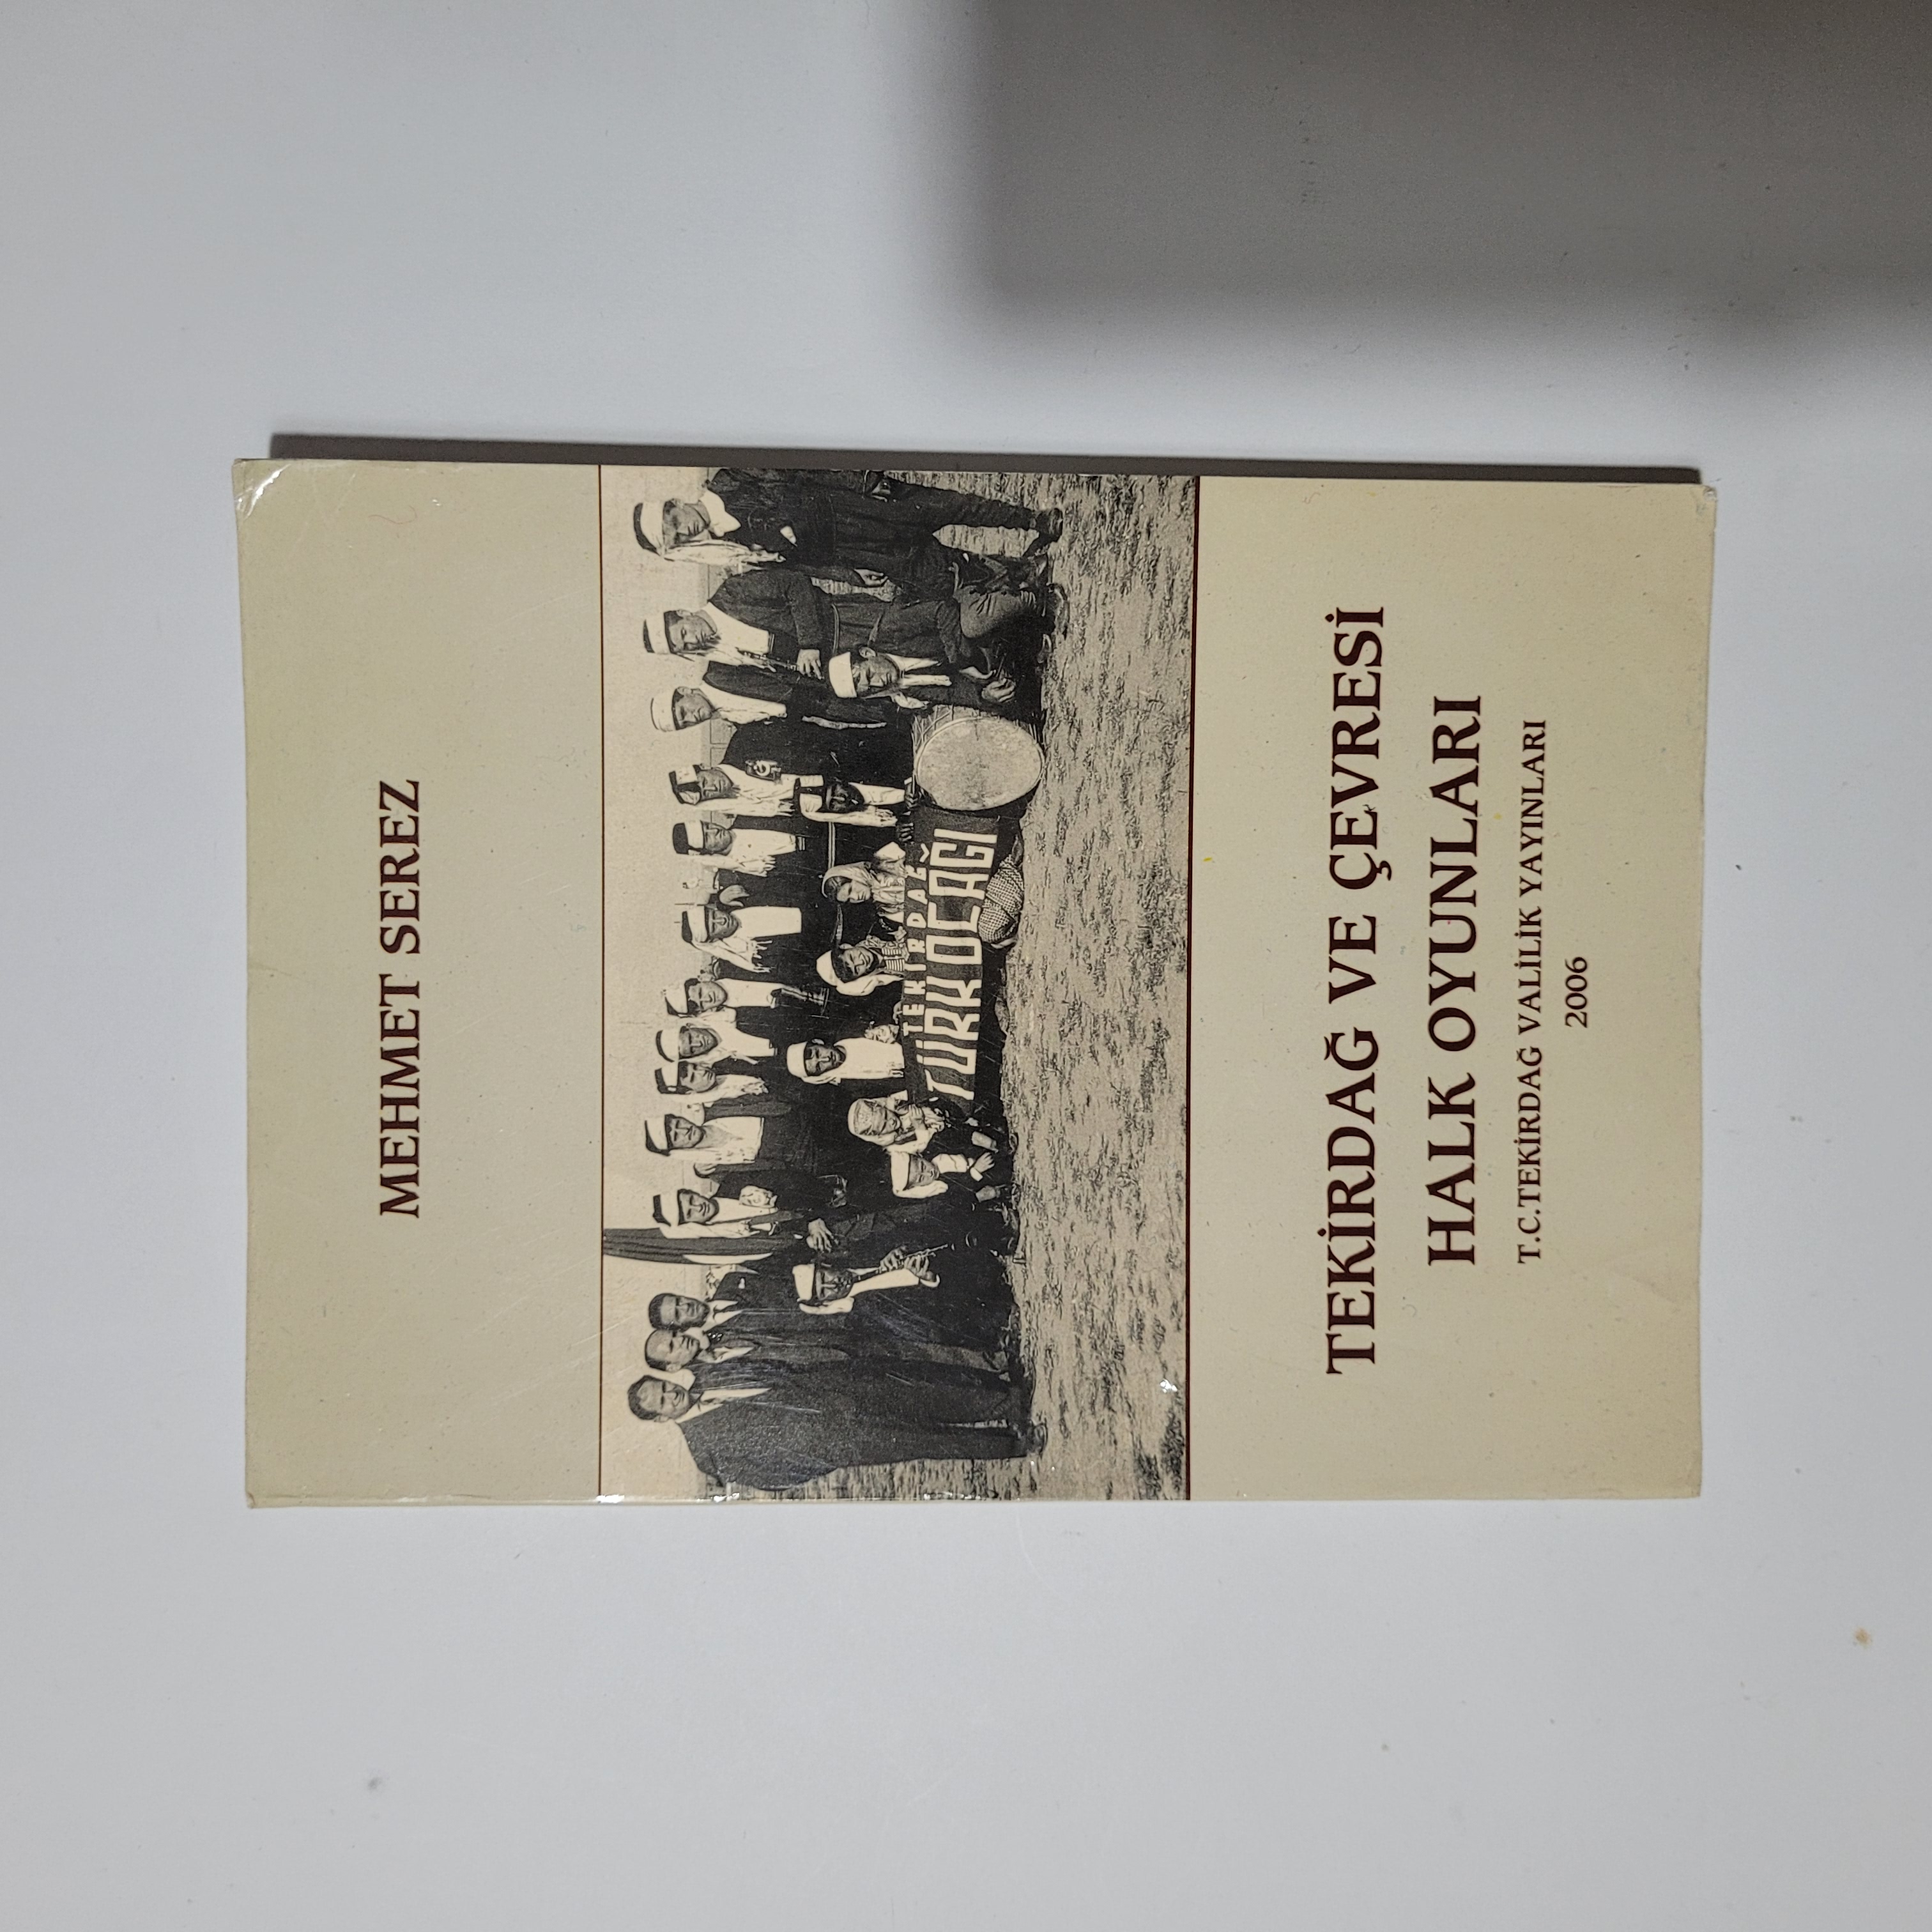 MEHMET SEREZ
TEKİRDAĞ
TÜRK OCAĞI
TEKİRDAĞ VE ÇEVRESİ
HALK OYUNLARI
T.C.TEKİRDAĞ VALİLİK YAYINLARI
2006